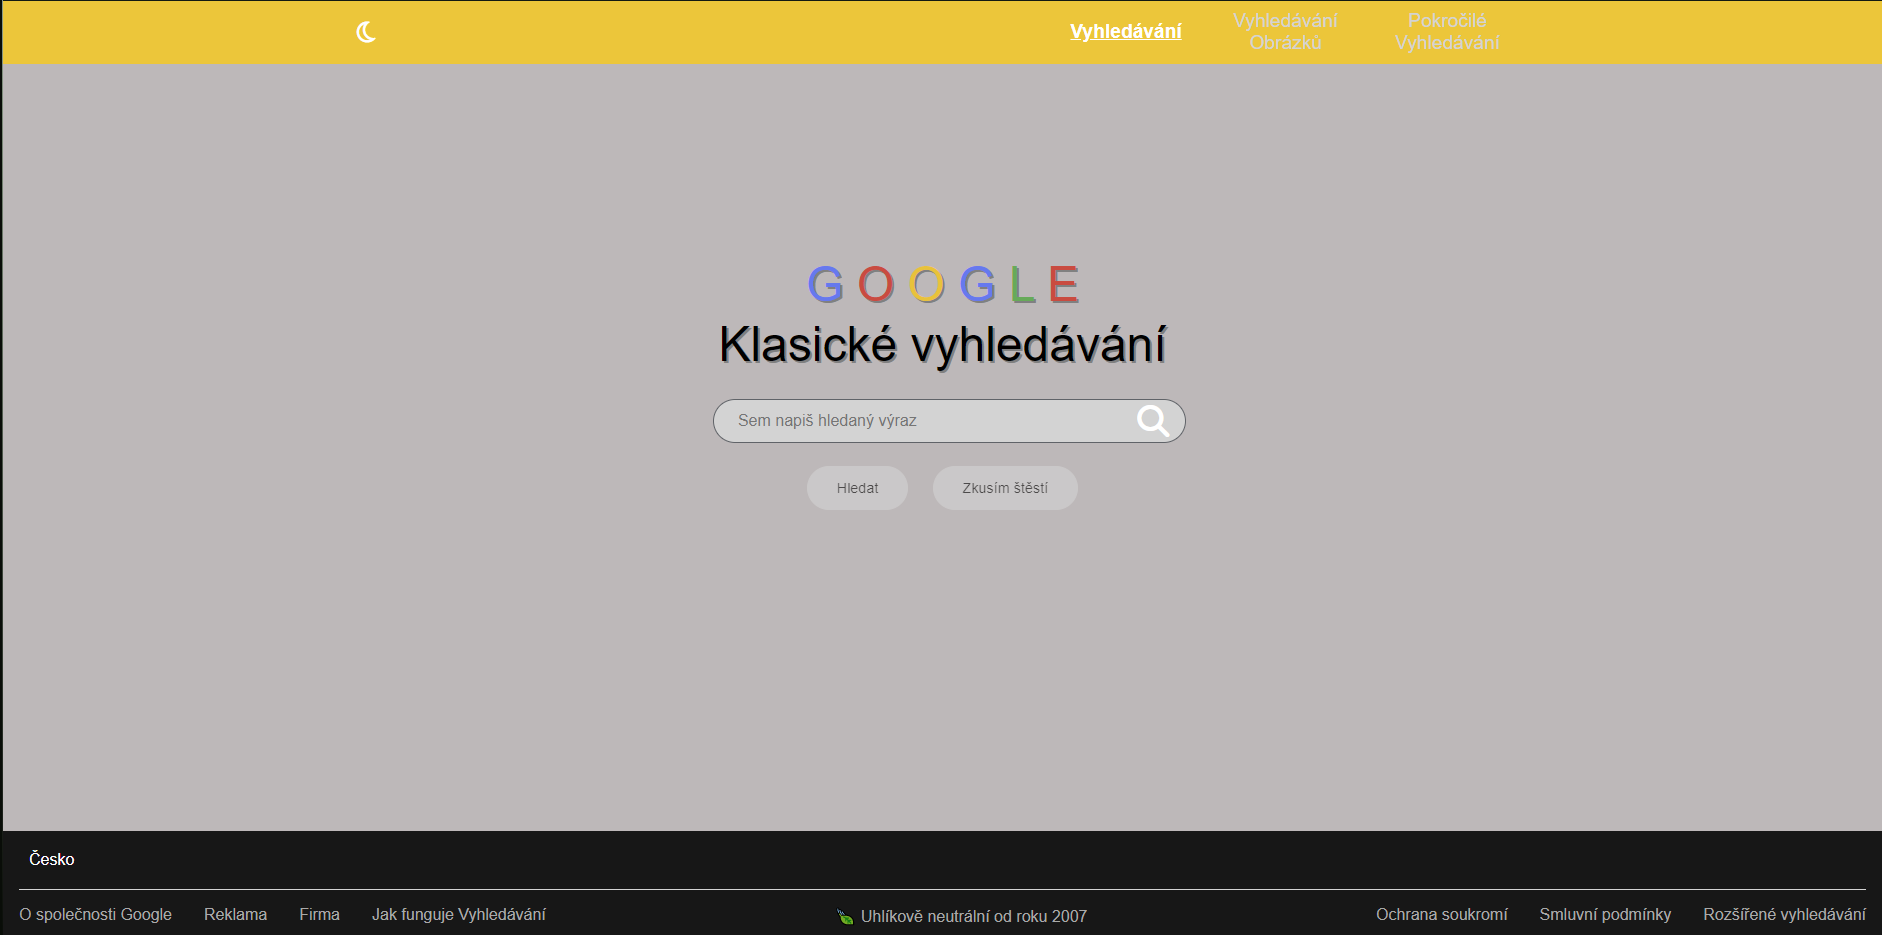 Vyhledávání
Vyhledávání
Obrázků
Pokročilé
Vyhledávání
G O O G L E
Klasické vyhledávání
Sem napiš hledaný výraz
Hledat
Zkusím štěstí
Česko
O společnosti Google
Reklama
Firma
Jak funguje Vyhledávání
Uhlíkově neutrální od roku 2007
Ochrana soukromí
Smluvní podmínky
Rozšířené vyhledávání